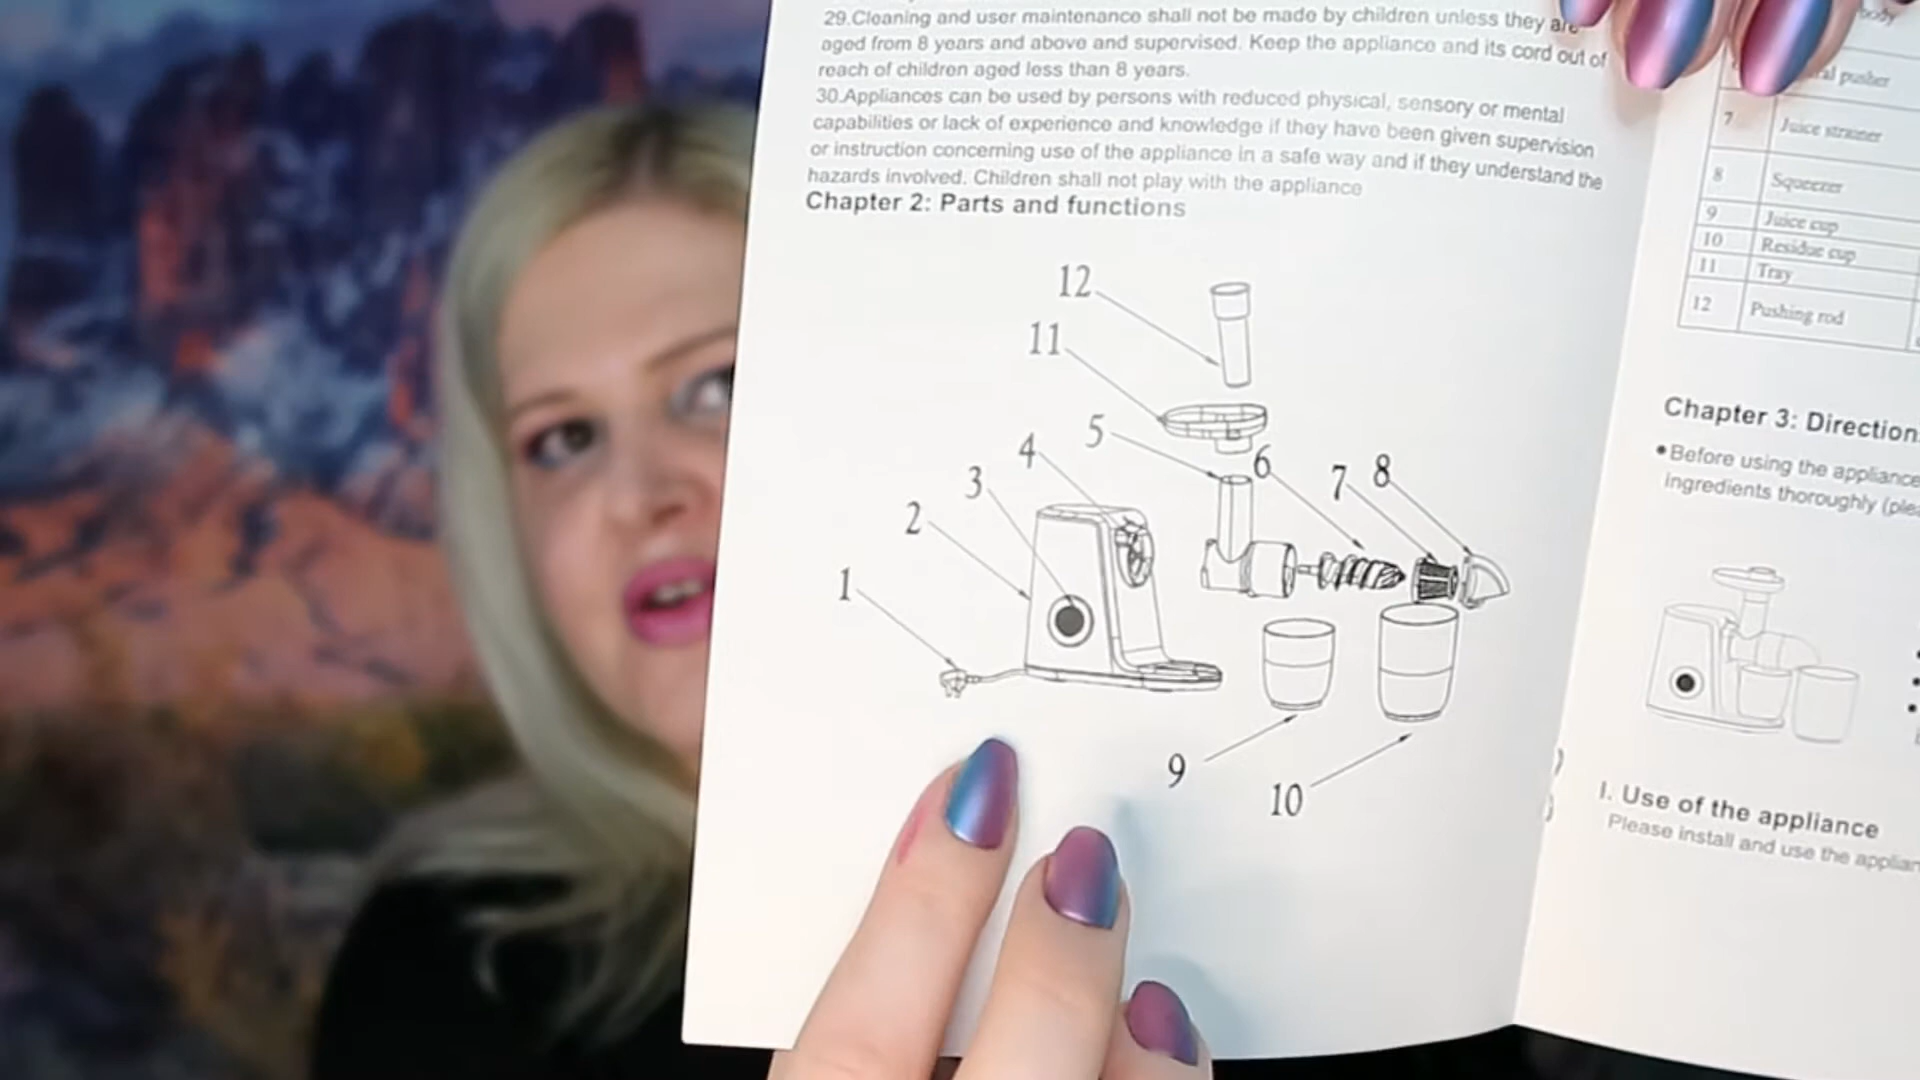 29.Cleaning and user maintenance shall not be made by children unless they are
aged from 8 years and above and supervised. Keep the appliance and its cord out of
reach of children aged less than 8 years.
30.Appliances can be used by persons with reduced physical, sensory or mental
capabilities or lack of experience and knowledge if they have been given supervision
or instruction concerning use of the appliance in a safe way and if they understand the
hazards involved. Children shall not play with the appliance
Chapter 2: Parts and functions
12
11
5
4
6
3
7
8
2
1
9
10
body
pusher
7 Juice strainer
8 Squeezer
9 Juice cup
10 Residue cup
11 Tray
12 Pushing rod
Chapter 3: Direction
•Before using the appliance
ingredients thoroughly (ple
I. Use of the appliance
Please install and use the applian